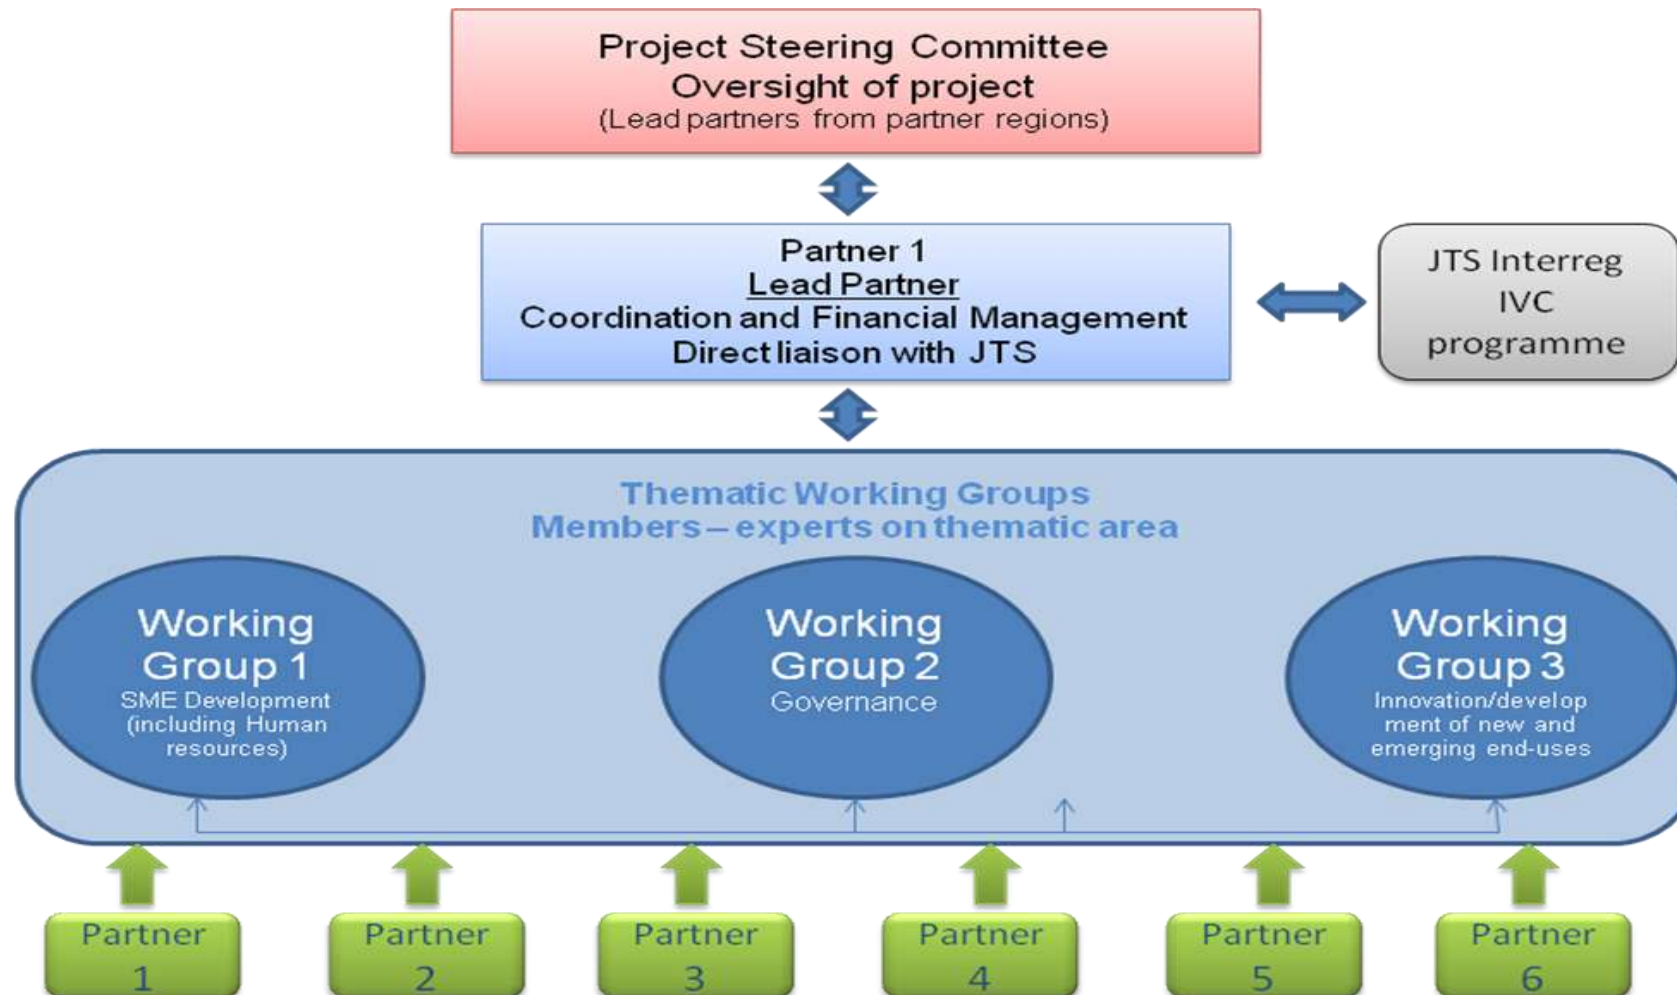 Project Steering Committee
Oversight of project
(Lead partners from partner regions)
Partner 1
Lead Partner
Coordination and Financial Management
Direct liaison with JTS
JTS Interreg
IVC
programme
Thematic Working Groups
Members – experts on thematic area
Working
Group 1
SME Development
(including Human
resources)
Working
Group 2
Governance
Working
Group 3
Innovation/develop
ment of new and
emerging end-uses
Partner
1
Partner
2
Partner
3
Partner
4
Partner
5
Partner
6